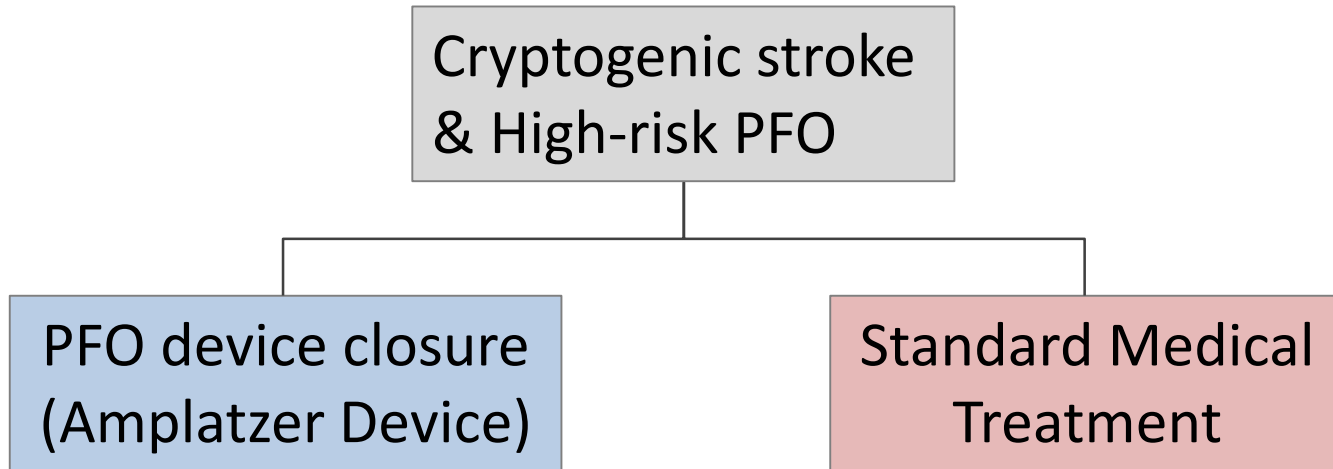 Cryptogenic stroke
& High-risk PFO
PFO device closure
(Amplatzer Device)
Standard Medical
Treatment